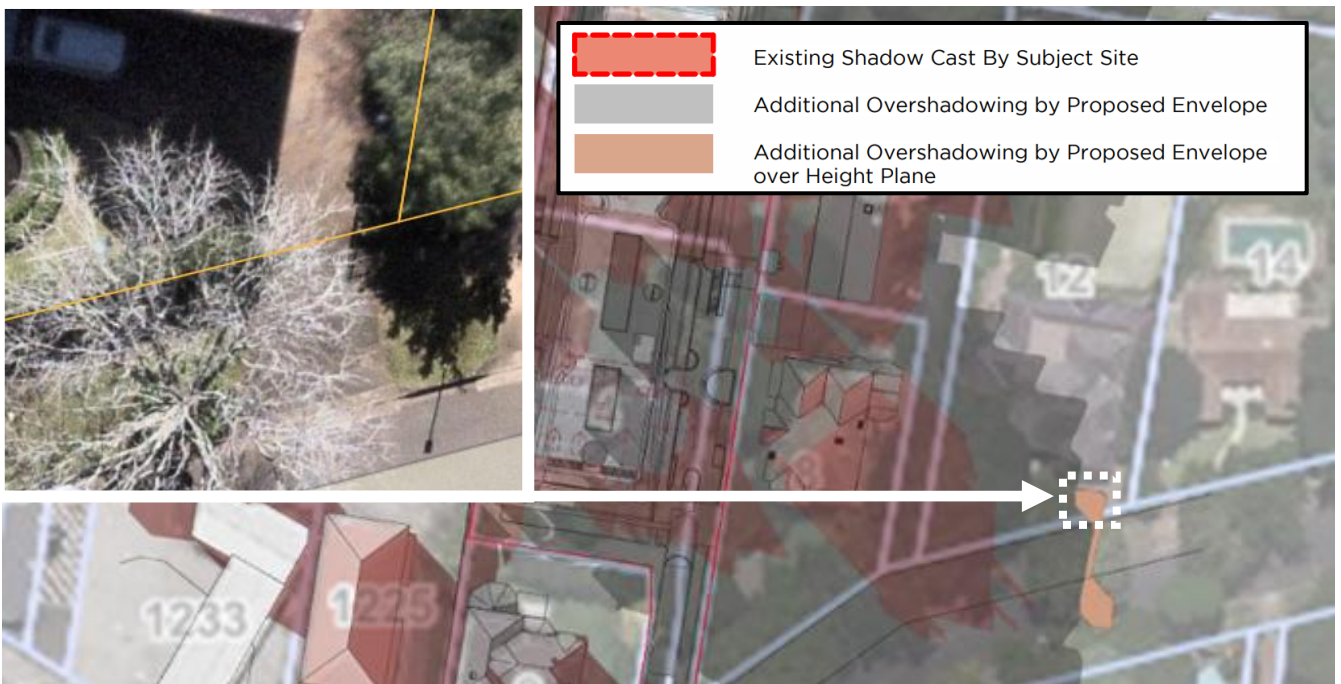 Existing Shadow Cast By Subject Site
Additional Overshadowing by Proposed Envelope
Additional Overshadowing by Proposed Envelope
over Height Plane
12
14
1233
1225